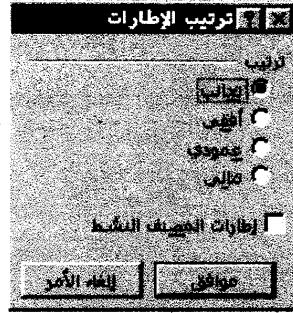 ترتيب الإطارات
ترتيب
تجانب
أفقي
عمودي
تتالي
إطارات المصنف النشط
موافق
إلغاء الأمر